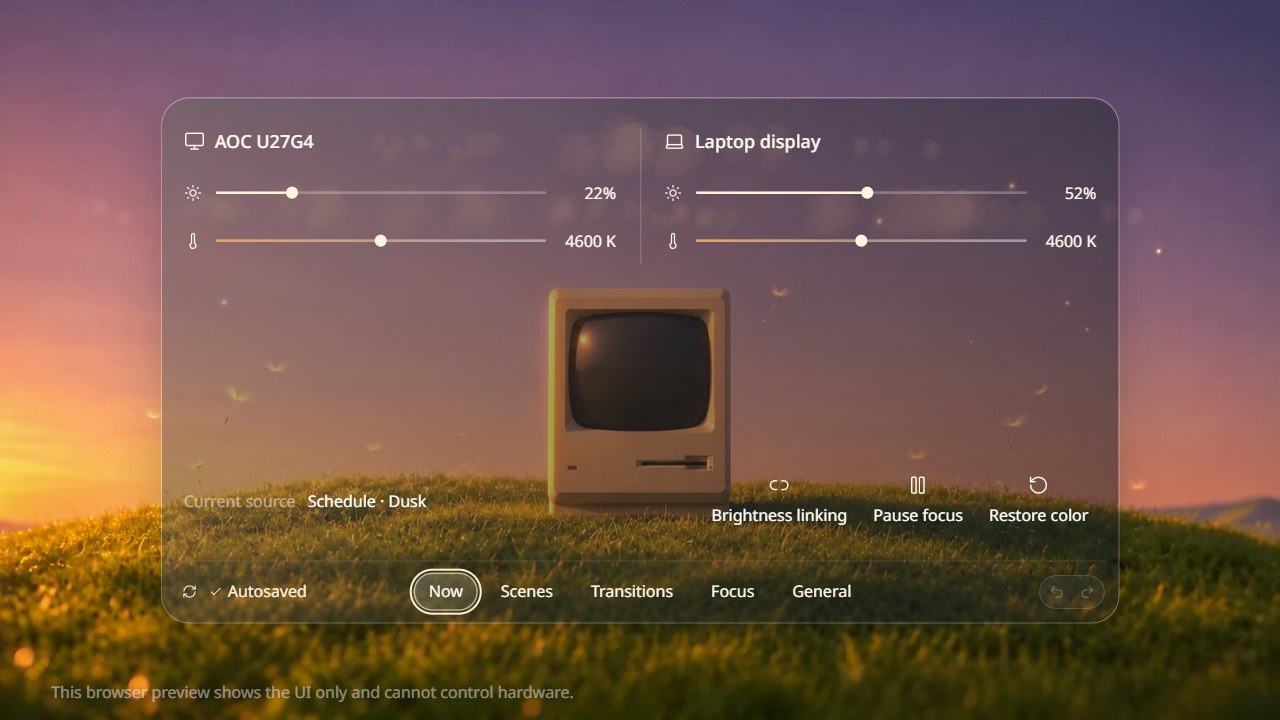 AOC U27G4
22%
4600 K
Laptop display
52%
4600 K
Current source Schedule · Dusk
Brightness linking Pause focus Restore color
Autosaved Now Scenes Transitions Focus General
This browser preview shows the UI only and cannot control hardware.